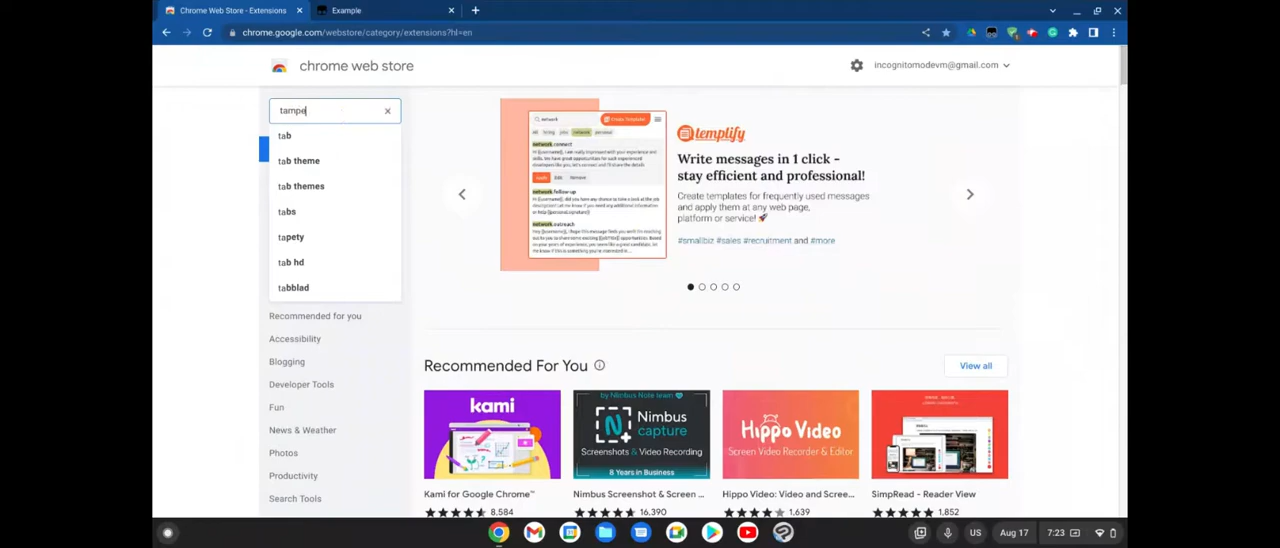 Chrome Web Store - Extensions
Example
chrome.google.com/webstore/category/extensions?hl=en
chrome web store
incognitomodevm@gmail.com
tampe
tab
tab theme
tab themes
tabs
tapety
tab hd
tabblad
Recommended for you
Accessibility
Blogging
Developer Tools
Fun
News & Weather
Photos
Productivity
Search Tools
templify
Write messages in 1 click -
stay efficient and professional!
Create templates for frequently used messages
and apply them at any web page,
platform or service!
#smallbiz #sales #recruitment and #more
Recommended For You
View all
kami
by Nimbus Note team
Nimbus
capture
Screenshots & Video Recording
8 Years in Business
Hippo Video
Screen Video Recorder & Editor
Kami for Google Chrome™
8,584
Nimbus Screenshot & Screen ...
16,390
Hippo Video: Video and Scree...
1,639
SimpRead - Reader View
1,852
US
Aug 17
7:23